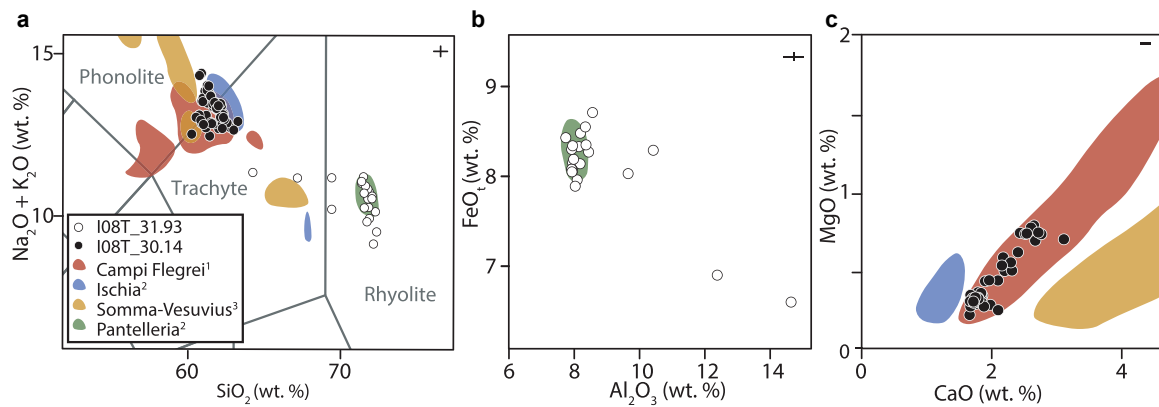 a
15
10
Na₂O + K₂O (wt. %)
Phonolite
Trachyte
Rhyolite
I08T_31.93
I08T_30.14
Campi Flegrei¹
Ischia²
Somma-Vesuvius³
Pantelleria²
60
70
SiO₂ (wt. %)
b
9
8
7
6
FeOₜ (wt. %)
6
8
10
12
14
Al₂O₃ (wt. %)
c
2
1
0
MgO (wt. %)
0
2
4
CaO (wt. %)